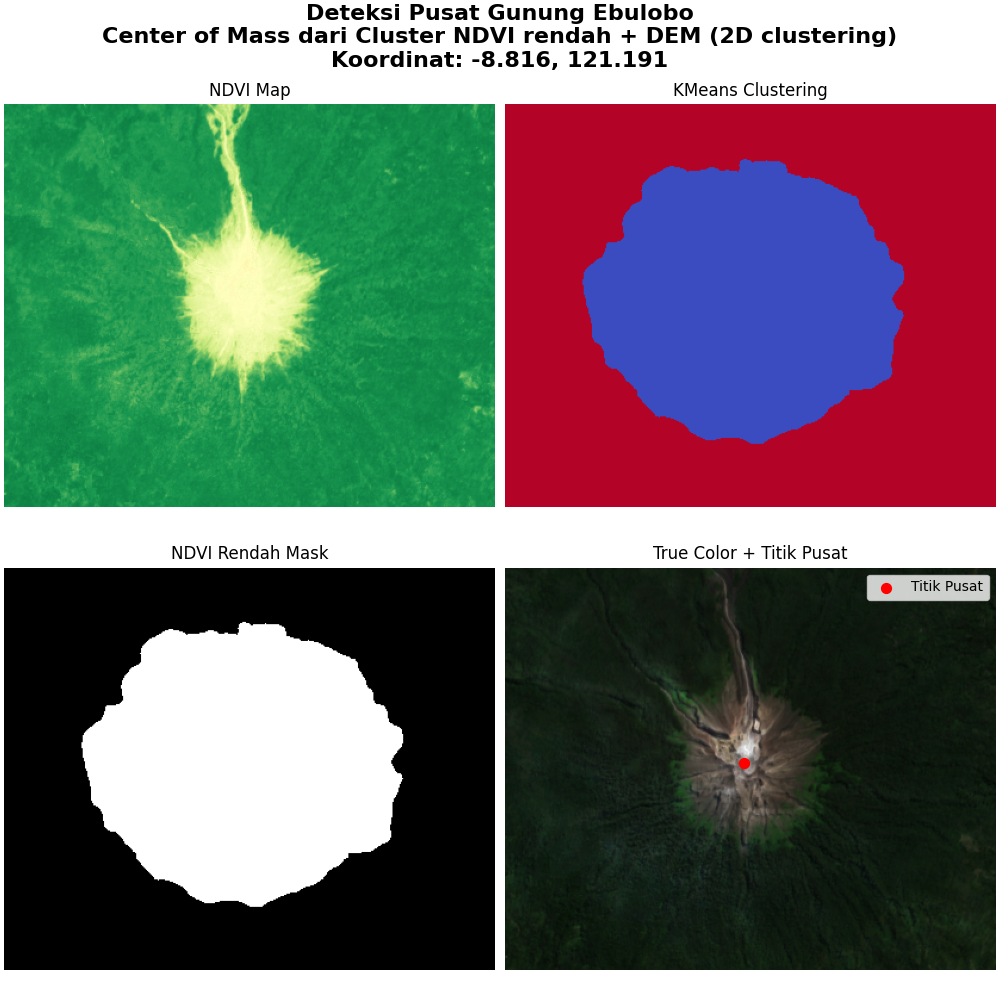 Deteksi Pusat Gunung Ebulobo
Center of Mass dari Cluster NDVI rendah + DEM (2D clustering)
Koordinat: -8.816, 121.191
NDVI Map
KMeans Clustering
NDVI Rendah Mask
True Color + Titik Pusat
Titik Pusat